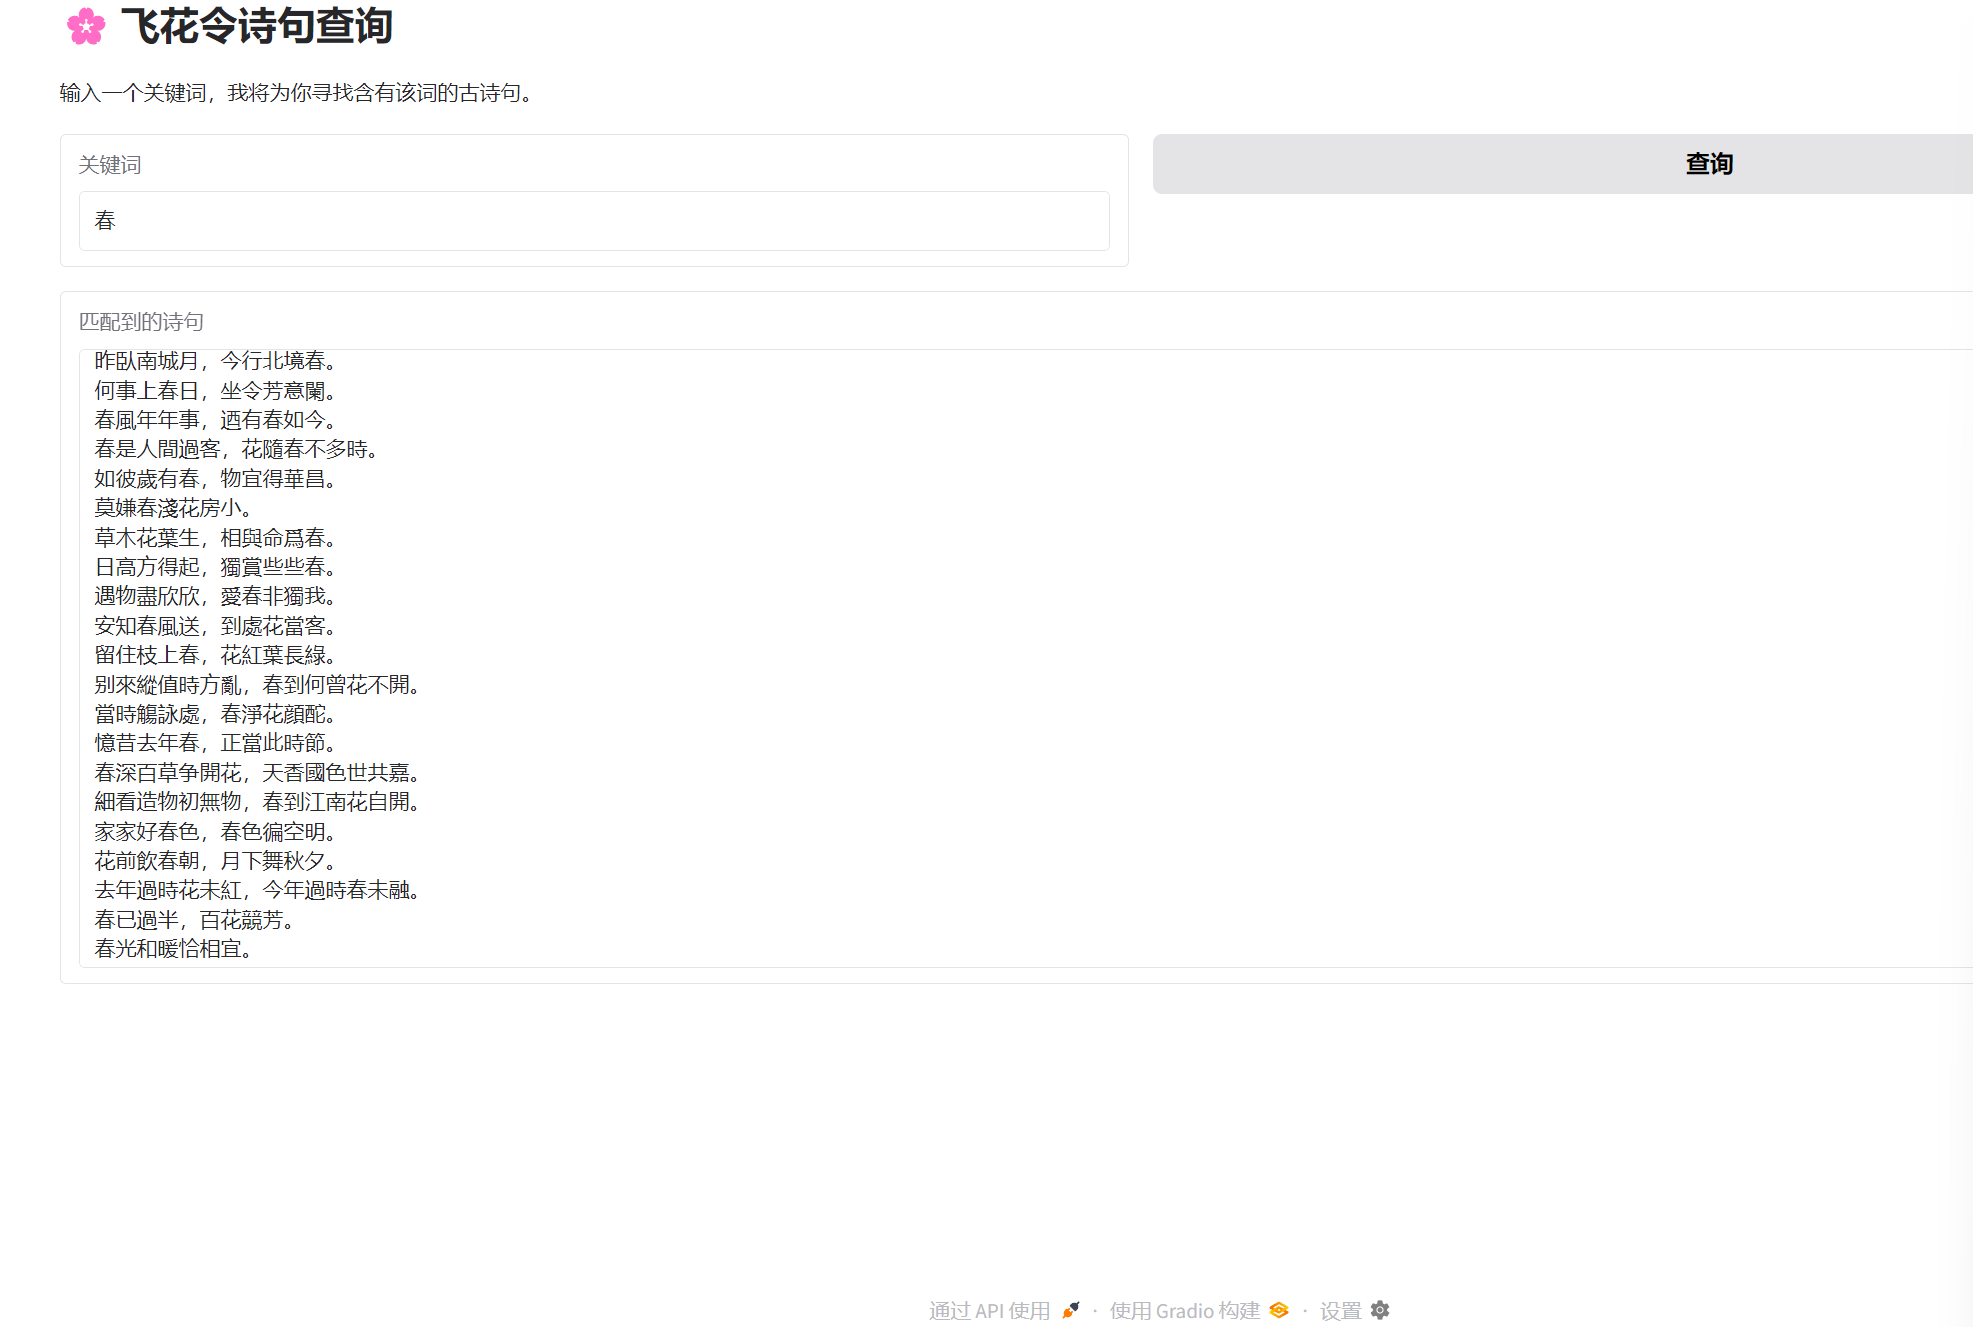 🌸 飞花令诗句查询
输入一个关键词，我将为你寻找含有该词的古诗句。
关键词
查询
春
匹配到的诗句
昨臥南城月，今行北境春。
何事上春日，坐令芳意闌。
春風年年事，迺有春如今。
春是人間過客，花隨春不多時。
如彼歲有春，物宜得華昌。
莫嫌春淺花房小。
草木花葉生，相與命爲春。
日高方得起，獨賞些些春。
遇物盡欣欣，愛春非獨我。
安知春風送，到處花當客。
留住枝上春，花紅葉長綠。
别來縱值時方亂，春到何曾花不開。
當時觴詠處，春淨花顔酡。
憶昔去年春，正當此時節。
春深百草争開花，天香國色世共嘉。
細看造物初無物，春到江南花自開。
家家好春色，春色徧空明。
花前飲春朝，月下舞秋夕。
去年過時花未紅，今年過時春未融。
春已過半，百花競芳。
春光和暖恰相宜。
通过 API 使用 · 使用 Gradio 构建 · 设置